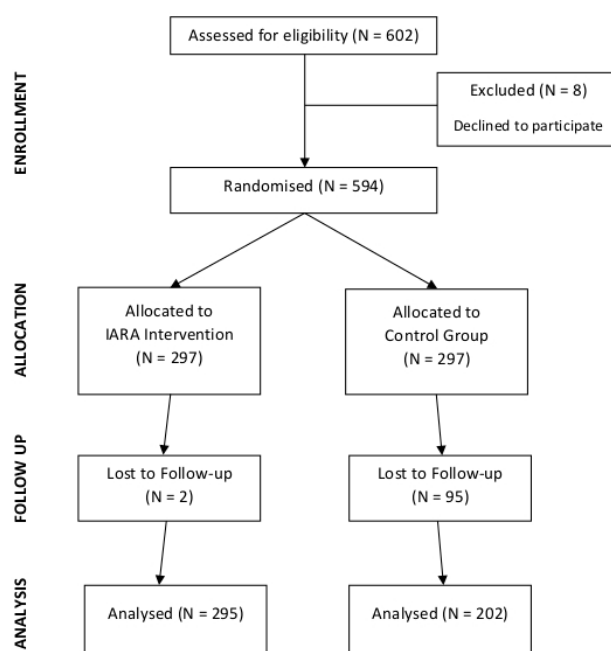 Assessed for eligibility (N = 602)
ENROLLMENT
Excluded (N = 8)
Declined to participate
Randomised (N = 594)
ALLOCATION
Allocated to
IARA Intervention
(N = 297)
Allocated to
Control Group
(N = 297)
FOLLOW UP
Lost to Follow-up
(N = 2)
Lost to Follow-up
(N = 95)
ANALYSIS
Analysed (N = 295)
Analysed (N = 202)